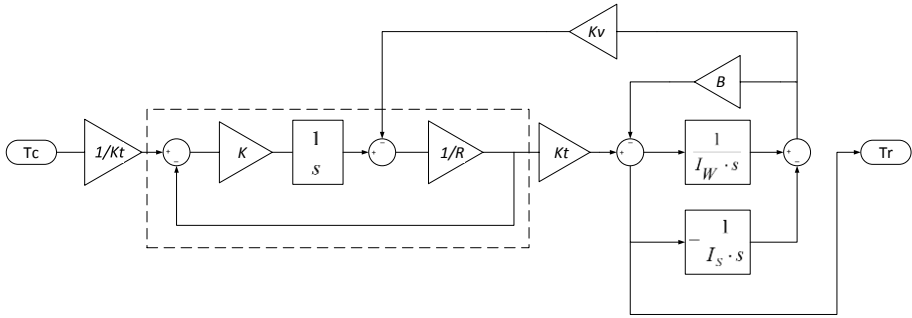 Kv
B
Tc
1/Kt
+
−
K
1
s
+
−
1/R
Kt
+
−
1
I_W · s
+
−
Tr
− 1
I_s · s